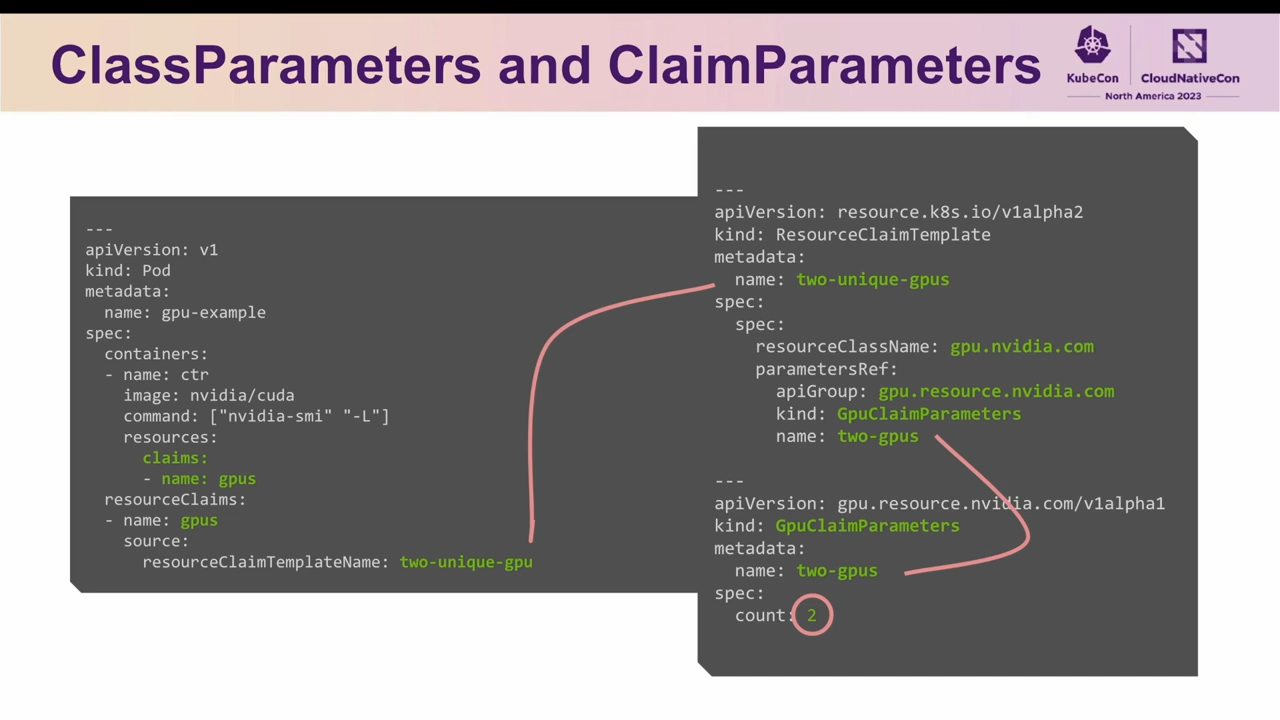 ClassParameters and ClaimParameters
KubeCon
CloudNativeCon
North America 2023
---
apiVersion: v1
kind: Pod
metadata:
  name: gpu-example
spec:
  containers:
  - name: ctr
    image: nvidia/cuda
    command: ["nvidia-smi" "-L"]
    resources:
      claims:
      - name: gpus
  resourceClaims:
  - name: gpus
    source:
      resourceClaimTemplateName: two-unique-gpu
---
apiVersion: resource.k8s.io/v1alpha2
kind: ResourceClaimTemplate
metadata:
  name: two-unique-gpus
spec:
  spec:
    resourceClassName: gpu.nvidia.com
    parametersRef:
      apiGroup: gpu.resource.nvidia.com
      kind: GpuClaimParameters
      name: two-gpus
---
apiVersion: gpu.resource.nvidia.com/v1alpha1
kind: GpuClaimParameters
metadata:
  name: two-gpus
spec:
  count: 2